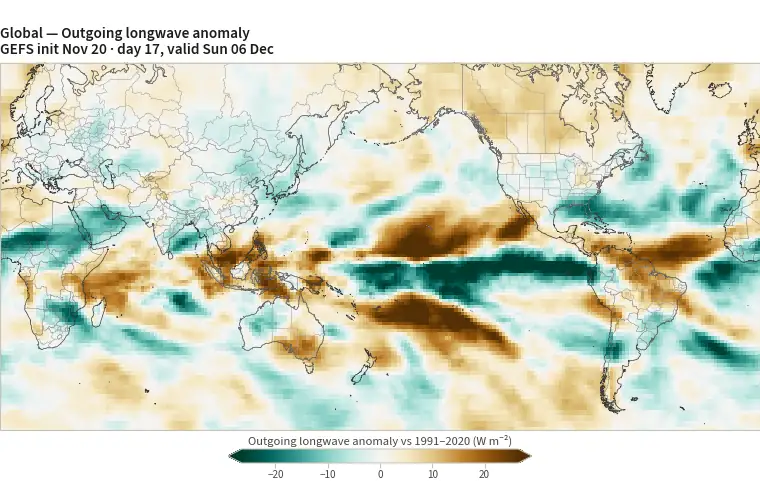 Global — Outgoing longwave anomaly
GEFS init Nov 20 · day 17, valid Sun 06 Dec
Outgoing longwave anomaly vs 1991–2020 (W m⁻²)
−20 −10 0 10 20